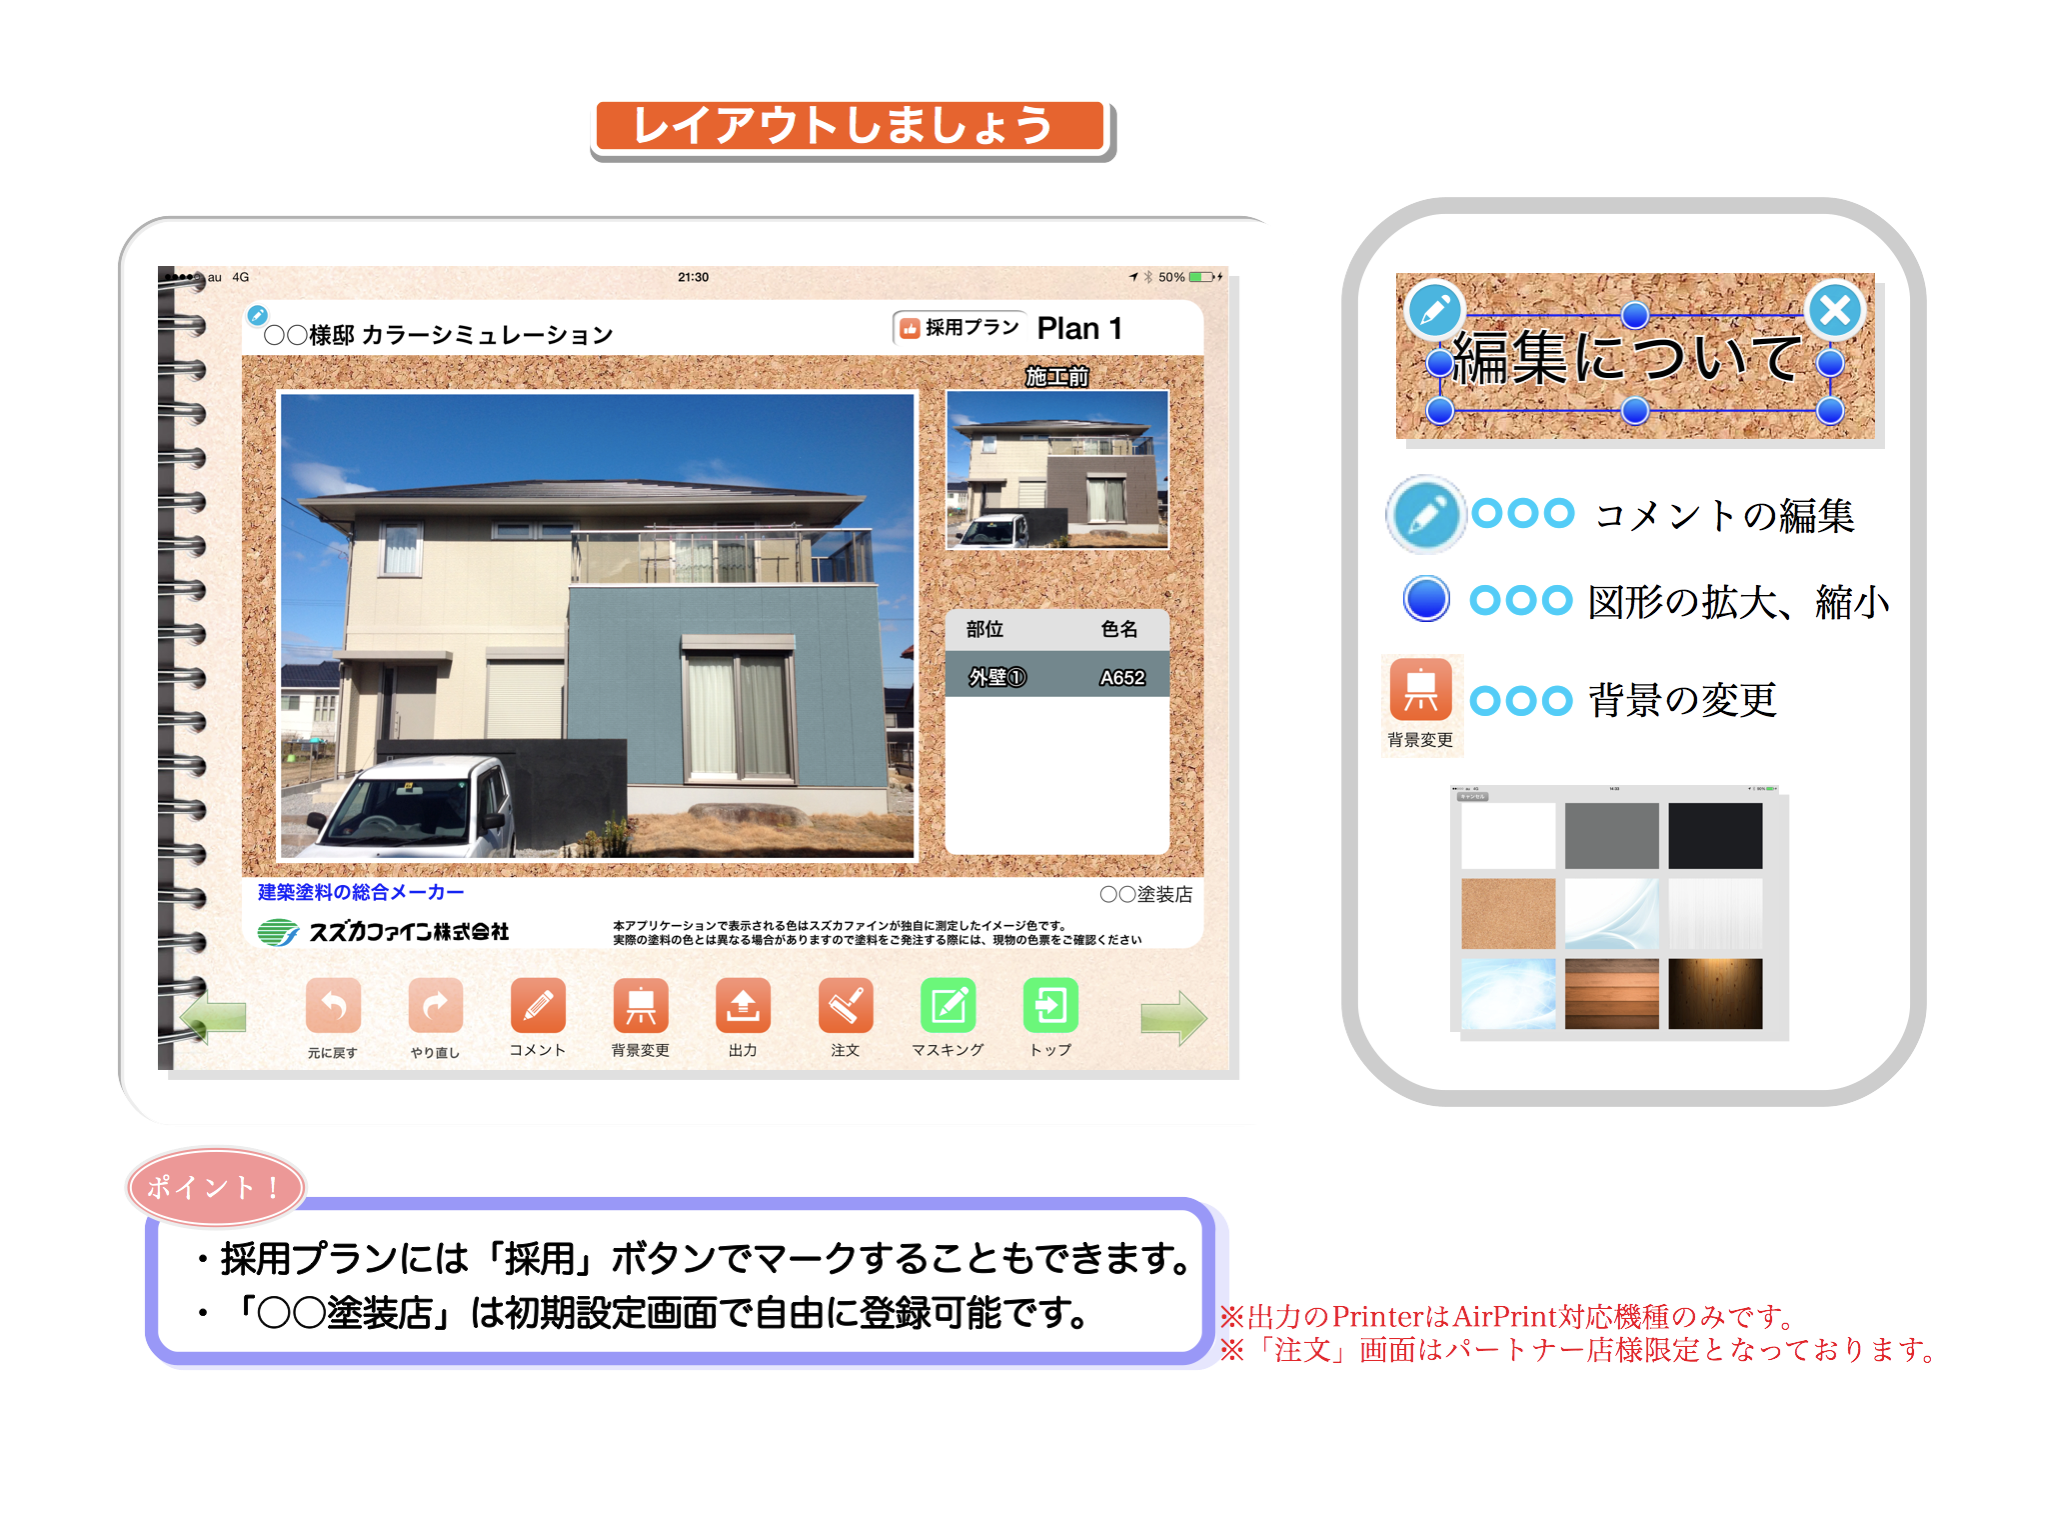 レイアウトしましょう
au 4G
21:30
50%
〇〇様邸 カラーシミュレーション
採用プラン
Plan 1
施工前
部位 色名
外壁① A652
建築塗料の総合メーカー
〇〇塗装店
スズカファイン株式会社
本アプリケーションで表示される色はスズカファインが独自に測定したイメージ色です。
実際の塗料の色とは異なる場合がありますので塗料をご発注する際には、現物の色票をご確認ください
元に戻す
やり直し
コメント
背景変更
出力
注文
マスキング
トップ
編集について
コメントの編集
図形の拡大、縮小
背景変更
背景の変更
キャンセル
ポイント！
・採用プランには「採用」ボタンでマークすることもできます。
・「〇〇塗装店」は初期設定画面で自由に登録可能です。
※出力のPrinterはAirPrint対応機種のみです。
※「注文」画面はパートナー店様限定となっております。